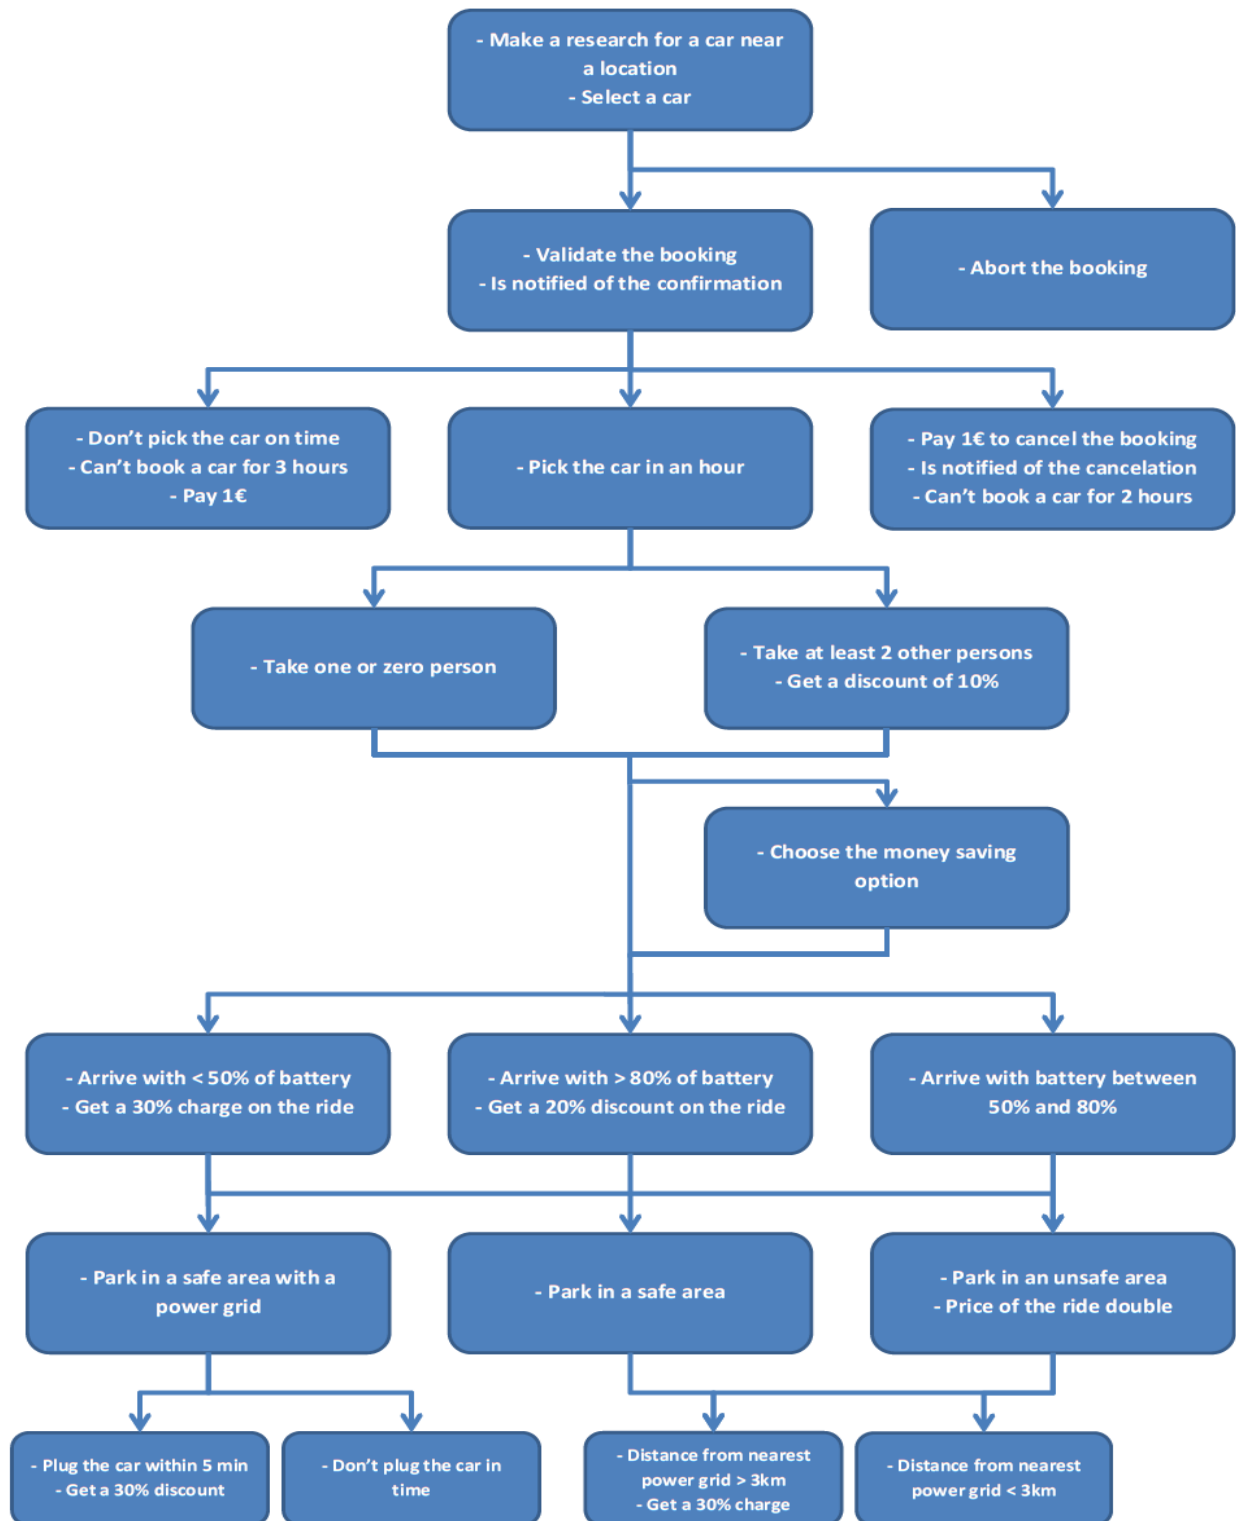 - Make a research for a car near
a location
- Select a car
- Validate the booking
- Is notified of the confirmation
- Abort the booking
- Don't pick the car on time
- Can't book a car for 3 hours
- Pay 1€
- Pick the car in an hour
- Pay 1€ to cancel the booking
- Is notified of the cancelation
- Can't book a car for 2 hours
- Take one or zero person
- Take at least 2 other persons
- Get a discount of 10%
- Choose the money saving
option
- Arrive with < 50% of battery
- Get a 30% charge on the ride
- Arrive with > 80% of battery
- Get a 20% discount on the ride
- Arrive with battery between
50% and 80%
- Park in a safe area with a
power grid
- Park in a safe area
- Park in an unsafe area
- Price of the ride double
- Plug the car within 5 min
- Get a 30% discount
- Don't plug the car in
time
- Distance from nearest
power grid > 3km
- Get a 30% charge
- Distance from nearest
power grid < 3km